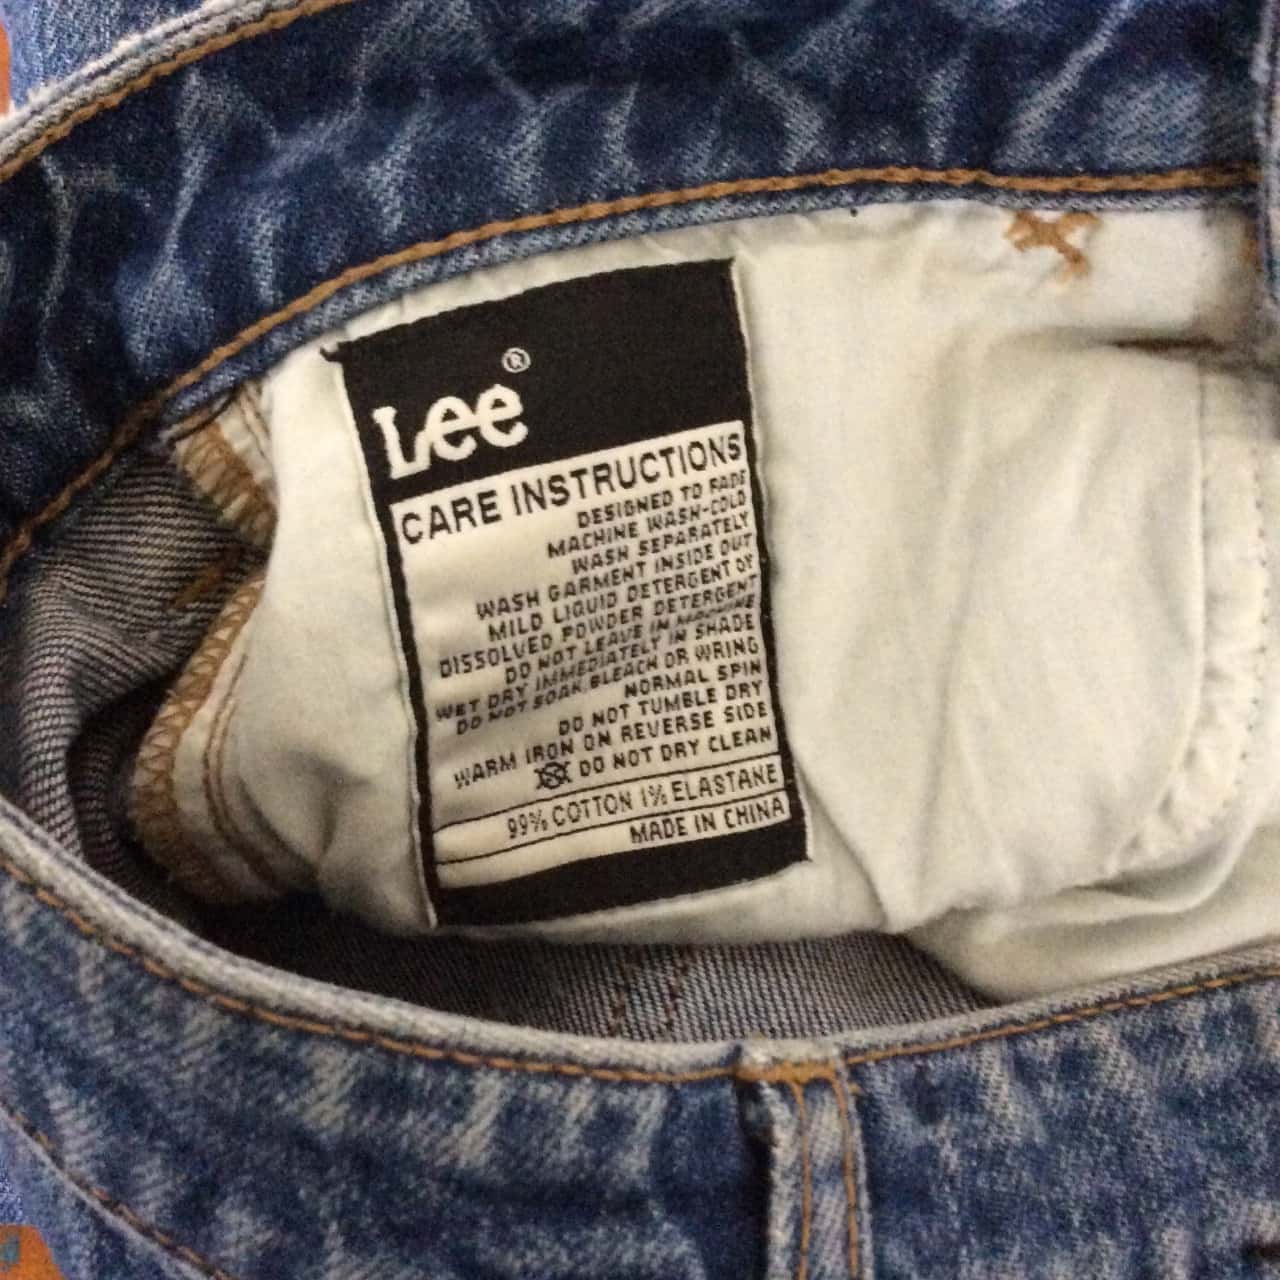 Lee®
CARE INSTRUCTIONS
DESIGNED TO FADE
MACHINE WASH-COLD
WASH SEPARATELY
WASH GARMENT INSIDE OUT
MILD LIQUID DETERGENT OF
DISSOLVED POWDER DETERGENT
DO NOT LEAVE IN MACHINE
WET DRY IMMEDIATELY IN SHADE
DO NOT SOAK, BLEACH OR WRING
NORMAL SPIN
DO NOT TUMBLE DRY
WARM IRON ON REVERSE SIDE
DO NOT DRY CLEAN
99% COTTON 1% ELASTANE
MADE IN CHINA